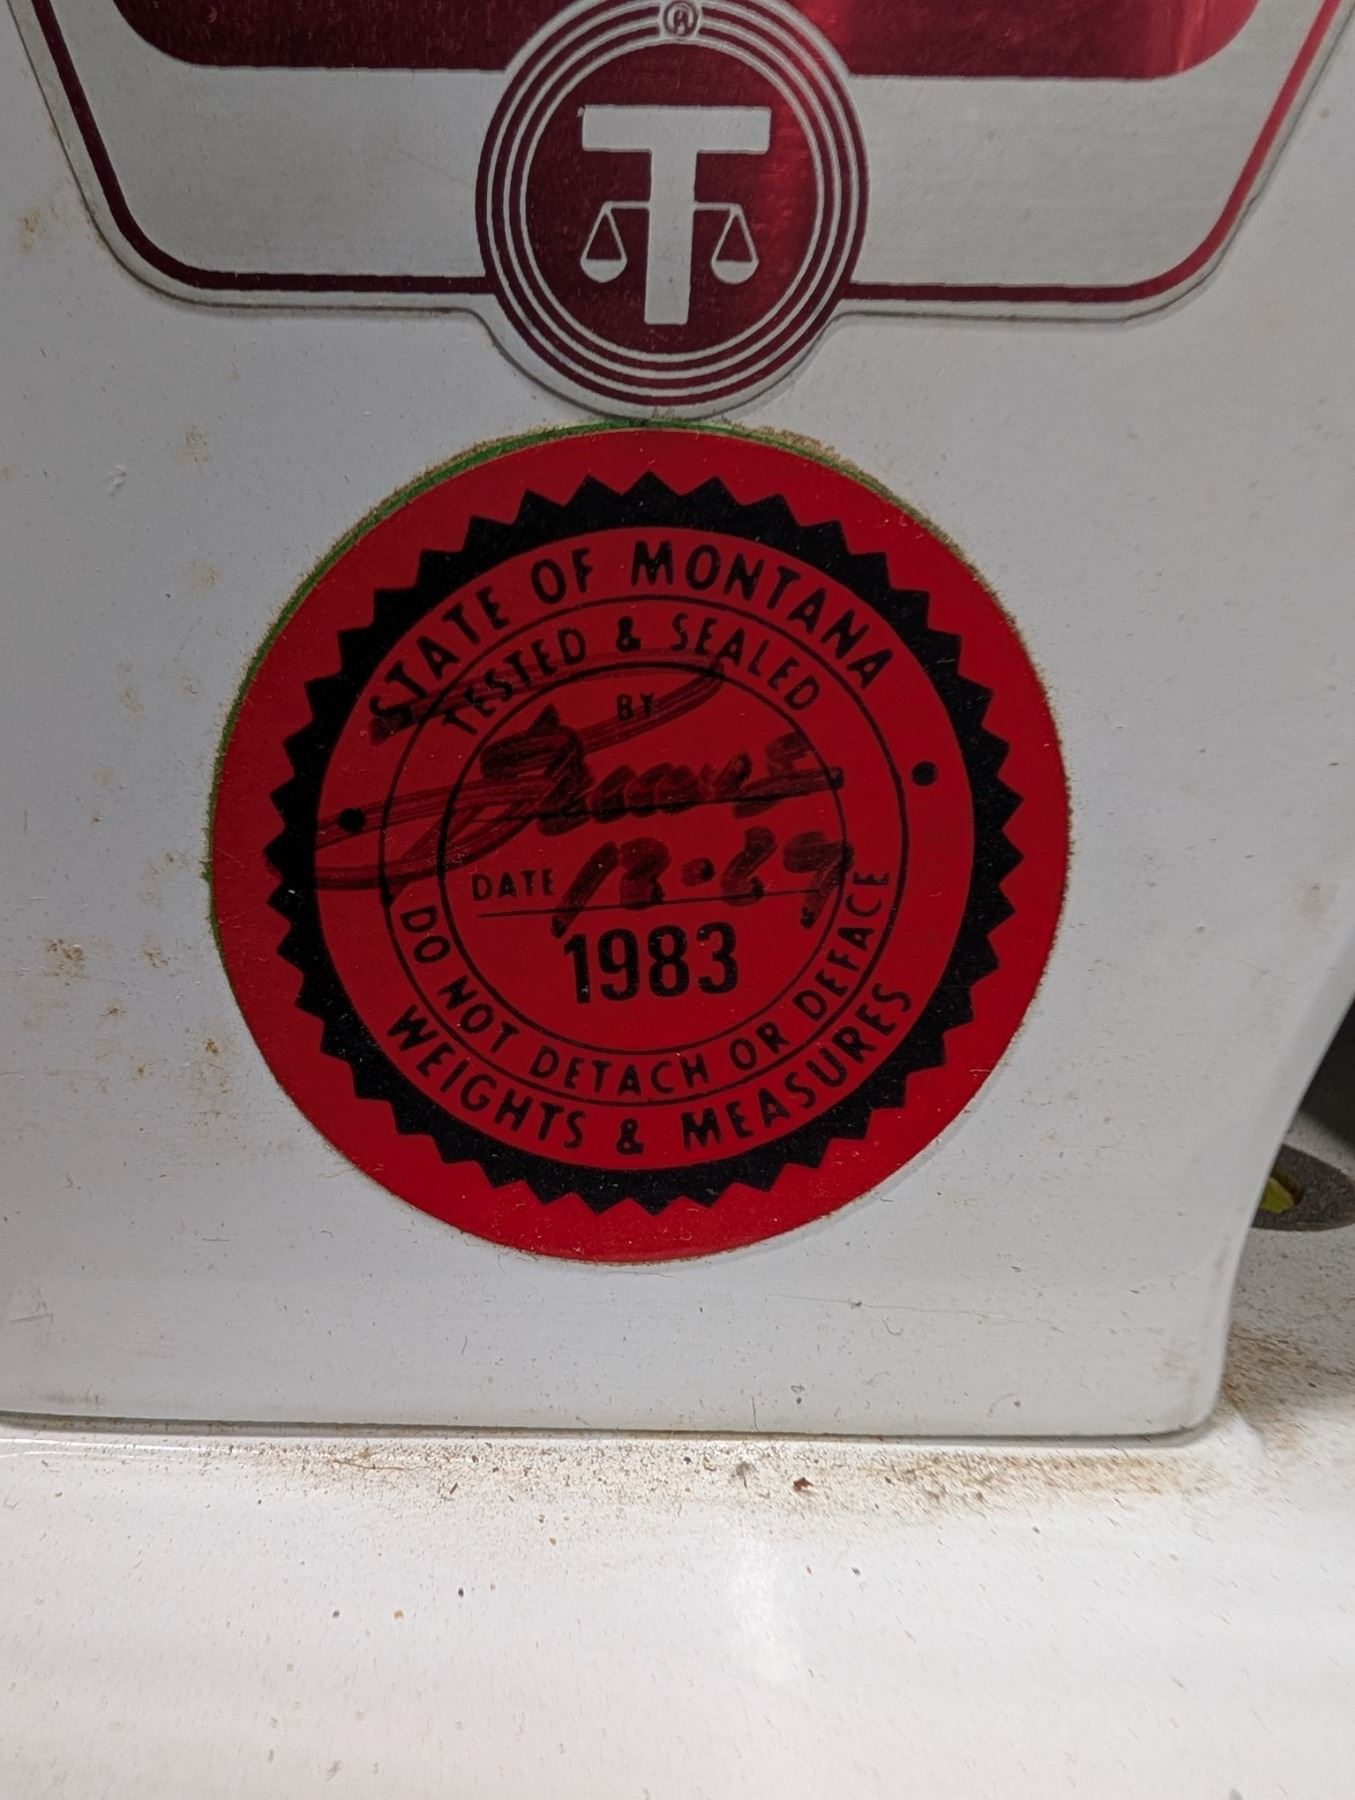 ®
T
STATE OF MONTANA
TESTED & SEALED
BY
DATE
1983
DO NOT DETACH OR DEFACE
WEIGHTS & MEASURES